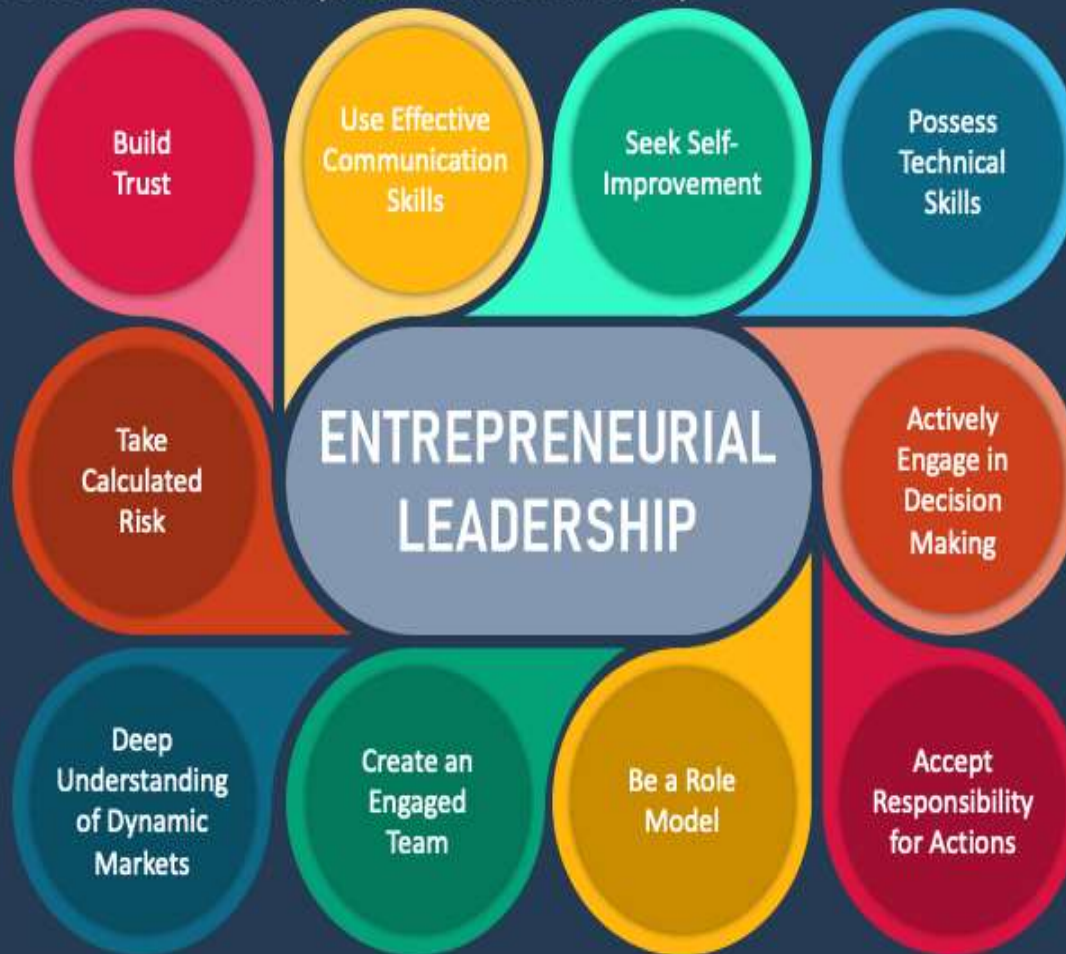 Build
Trust
Use Effective
Communication
Skills
Seek Self-
Improvement
Possess
Technical
Skills
Take
Calculated
Risk
ENTREPRENEURIAL
LEADERSHIP
Actively
Engage in
Decision
Making
Deep
Understanding
of Dynamic
Markets
Create an
Engaged
Team
Be a Role
Model
Accept
Responsibility
for Actions